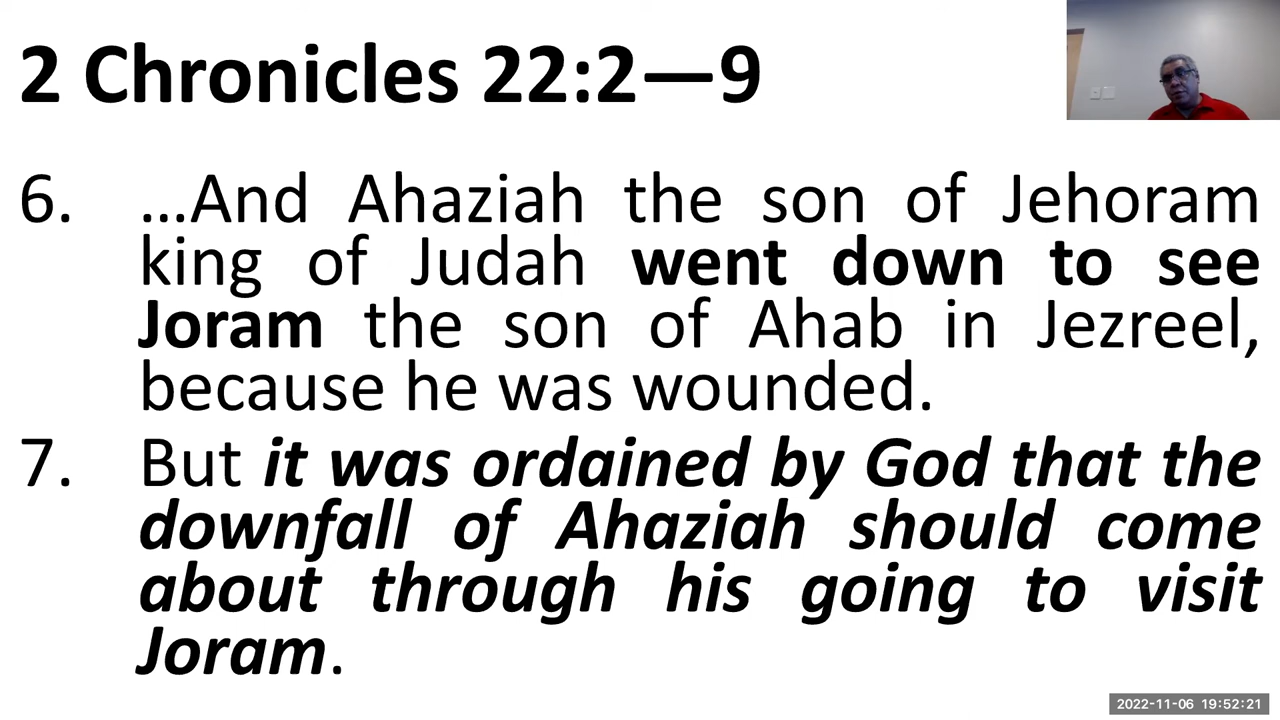 2 Chronicles 22:2—9
6. …And Ahaziah the son of Jehoram
king of Judah went down to see
Joram the son of Ahab in Jezreel,
because he was wounded.
7. But it was ordained by God that the
downfall of Ahaziah should come
about through his going to visit
Joram.
2022-11-06 19:52:21